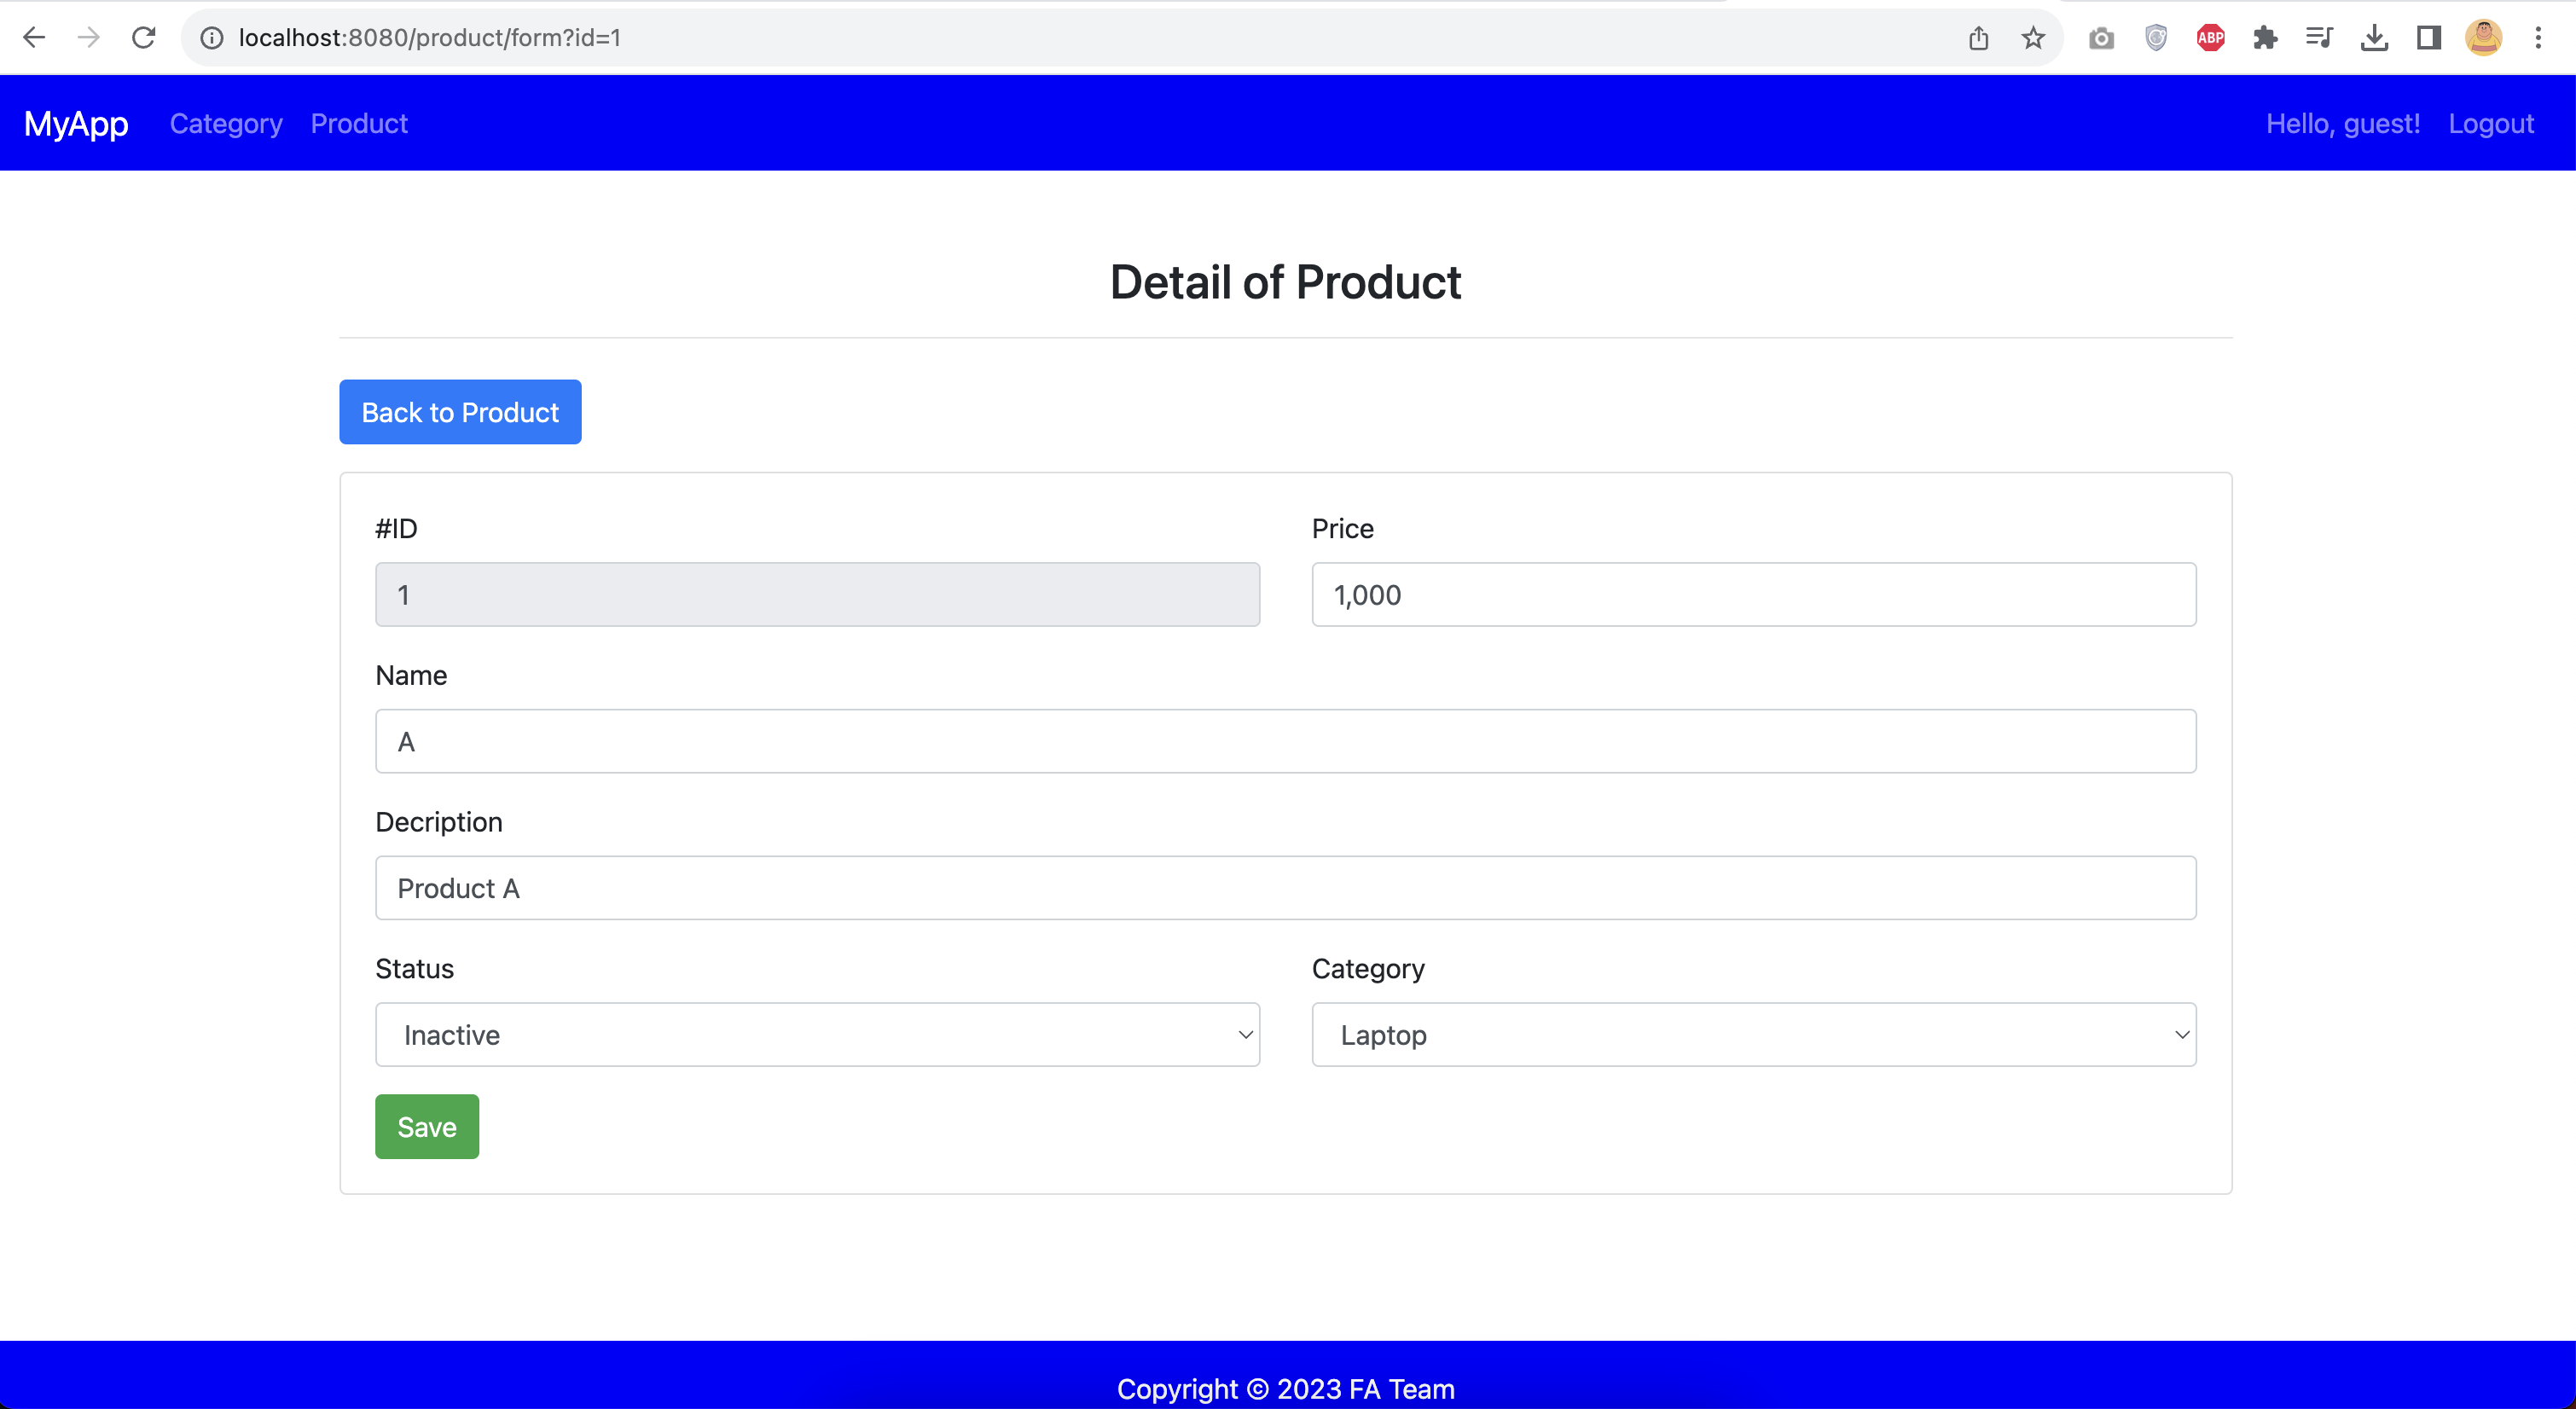 localhost:8080/product/form?id=1
ABP
MyApp Category Product Hello, guest! Logout
Detail of Product
Back to Product
#ID Price
1 1,000
Name
A
Decription
Product A
Status Category
Inactive Laptop
Save
Copyright © 2023 FA Team